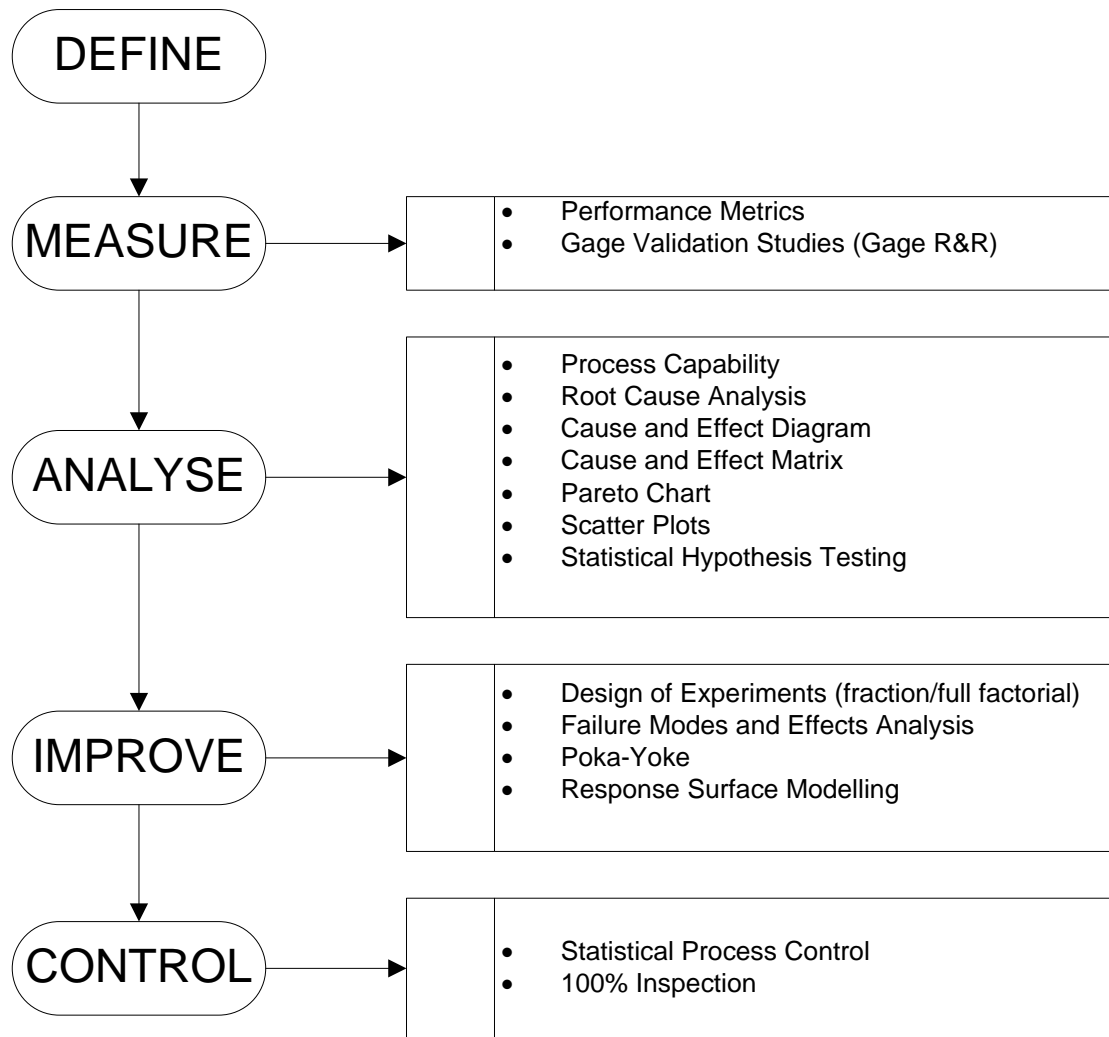 DEFINE
MEASURE
• Performance Metrics
• Gage Validation Studies (Gage R&R)
ANALYSE
• Process Capability
• Root Cause Analysis
• Cause and Effect Diagram
• Cause and Effect Matrix
• Pareto Chart
• Scatter Plots
• Statistical Hypothesis Testing
IMPROVE
• Design of Experiments (fraction/full factorial)
• Failure Modes and Effects Analysis
• Poka-Yoke
• Response Surface Modelling
CONTROL
• Statistical Process Control
• 100% Inspection